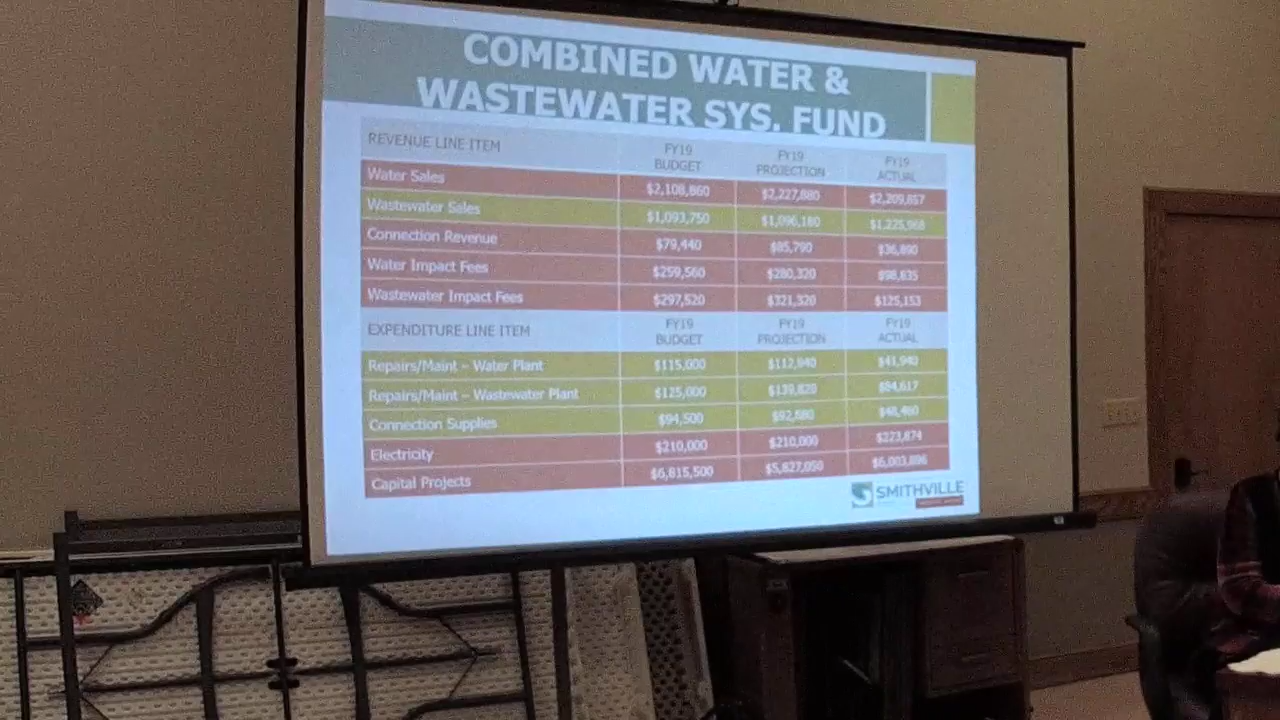 COMBINED WATER &
WASTEWATER SYS. FUND
REVENUE LINE ITEM FY19 BUDGET FY19 PROJECTION FY19 ACTUAL
Water Sales $2,108,860 $2,227,880 $2,209,857
Wastewater Sales $1,093,750 $1,096,180 $1,225,968
Connection Revenue $79,440 $85,790 $36,890
Water Impact Fees $259,560 $280,320 $98,635
Wastewater Impact Fees $297,520 $321,320 $125,153
EXPENDITURE LINE ITEM FY19 BUDGET FY19 PROJECTION FY19 ACTUAL
Repairs/Maint – Water Plant $115,000 $112,940 $41,940
Repairs/Maint – Wastewater Plant $125,000 $139,820 $84,617
Connection Supplies $94,500 $92,880 $48,460
Electricity $210,000 $210,000 $223,874
Capital Projects $6,815,500 $5,827,050 $6,003,896
SMITHVILLE